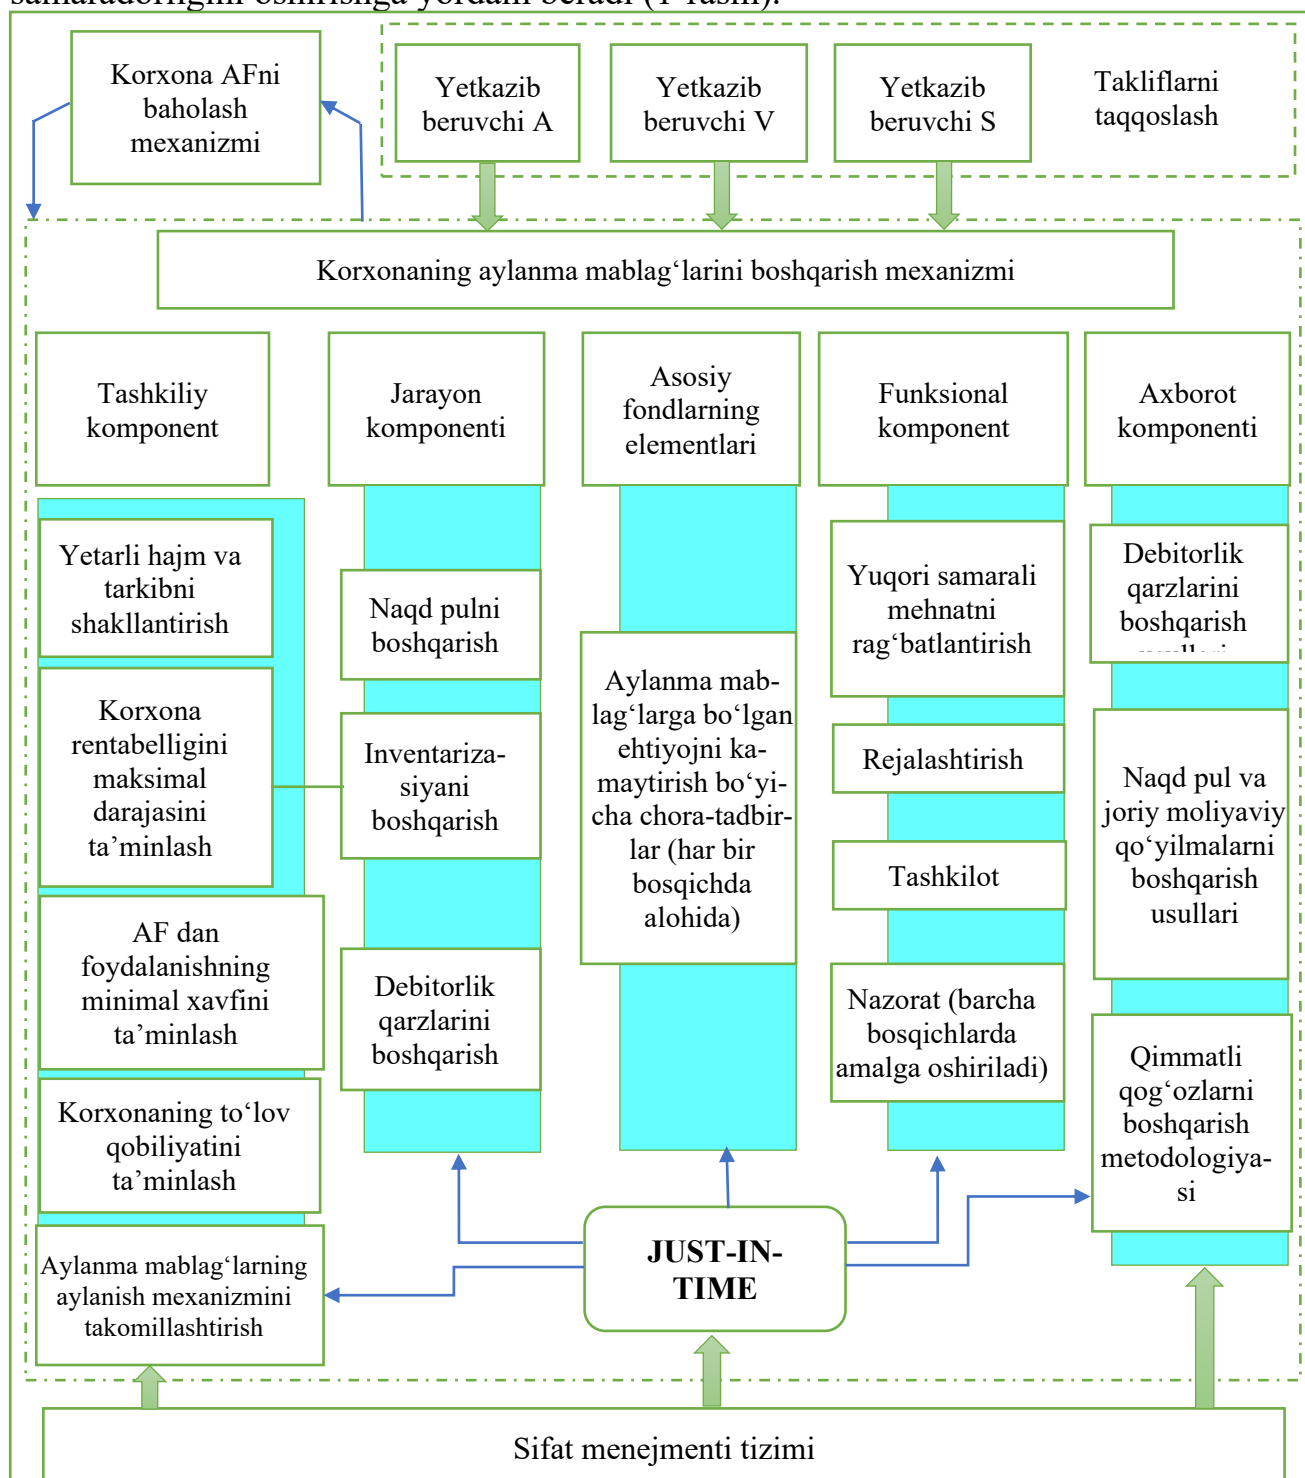 samaradorligini oshirishga yordam beradi (1-rasm).
Korxona AFni
baholash
mexanizmi
Yetkazib
beruvchi A
Yetkazib
beruvchi V
Yetkazib
beruvchi S
Takliflarni
taqqoslash
Korxonaning aylanma mablag‘larini boshqarish mexanizmi
Tashkiliy
komponent
Yetarli hajm va
tarkibni
shakllantirish
Korxona
rentabelligini
maksimal
darajasini
ta’minlash
AF dan
foydalanishning
minimal xavfini
ta’minlash
Korxonaning to‘lov
qobiliyatini
ta’minlash
Aylanma mablag‘larning
aylanish mexanizmini
takomillashtirish
Jarayon
komponenti
Naqd pulni
boshqarish
Inventariza-
siyani
boshqarish
Debitorlik
qarzlarini
boshqarish
Asosiy
fondlarning
elementlari
Aylanma mab-
lag‘larga bo‘lgan
ehtiyojni ka-
maytirish bo‘yi-
cha chora-tadbir-
lar (har bir
bosqichda
alohida)
Funksional
komponent
Yuqori samarali
mehnatni
rag‘batlantirish
Rejalashtirish
Tashkilot
Nazorat (barcha
bosqichlarda
amalga oshiriladi)
Axborot
komponenti
Debitorlik
qarzlarini
boshqarish
Naqd pul va
joriy moliyaviy
qo‘yilmalarni
boshqarish
usullari
Qimmatli
qog‘ozlarni
boshqarish
metodologiya-
si
JUST-IN-
TIME
Sifat menejmenti tizimi